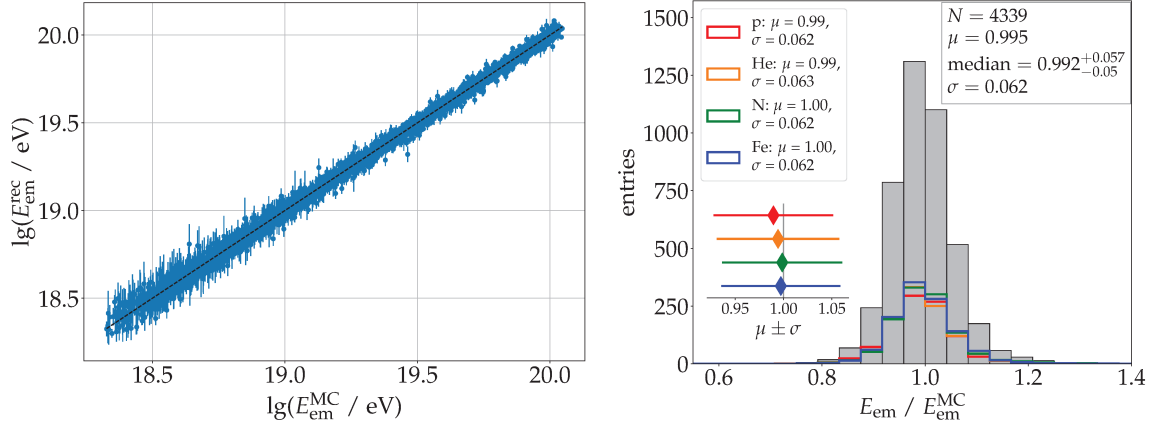 lg(E_em^rec / eV)
20.0
19.5
19.0
18.5
18.5 19.0 19.5 20.0
lg(E_em^MC / eV)
entries
1500
1250
1000
750
500
250
0
p: μ = 0.99,
σ = 0.062
He: μ = 0.99,
σ = 0.063
N: μ = 1.00,
σ = 0.062
Fe: μ = 1.00,
σ = 0.062
N = 4339
μ = 0.995
median = 0.992^{+0.057}_{-0.05}
σ = 0.062
0.95 1.00 1.05
μ ± σ
0.6 0.8 1.0 1.2 1.4
E_em / E_em^MC